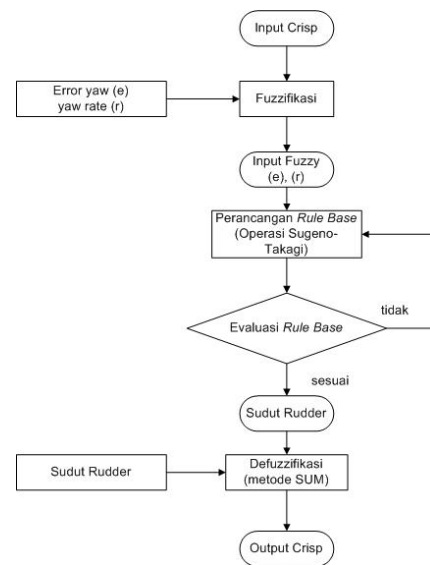 Input Crisp
Error yaw (e)
yaw rate (r)
Fuzzifikasi
Input Fuzzy
(e), (r)
Perancangan Rule Base
(Operasi Sugeno-
Takagi)
Evaluasi Rule Base
tidak
sesuai
Sudut Rudder
Sudut Rudder
Defuzzifikasi
(metode SUM)
Output Crisp